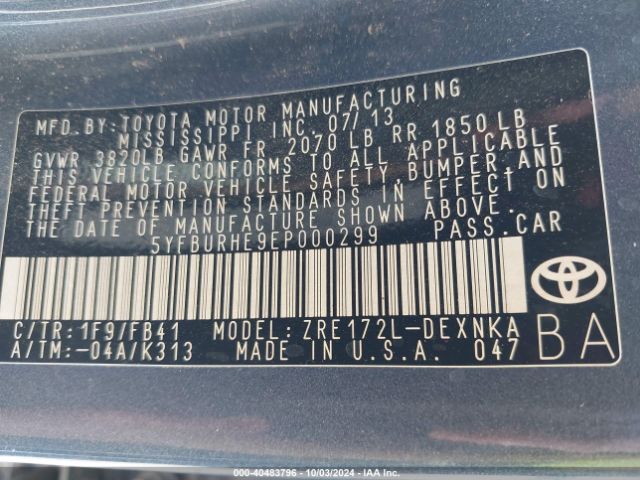 MFD.BY:TOYOTA MOTOR MANUFACTURING
MISSISSIPPI INC. 07/13
GVWR 3820LB GAWR FR 2070 LB RR 1850 LB
THIS VEHICLE CONFORMS TO ALL APPLICABLE
FEDERAL MOTOR VEHICLE SAFETY, BUMPER, AND
THEFT PREVENTION STANDARDS IN EFFECT ON
THE DATE OF MANUFACTURE SHOWN ABOVE.
5YFBURHE9EP000299 PASS.CAR
C/TR:1F9/FB41 MODEL: ZRE172L-DEXNKA
A/TM:-04A/K313 MADE IN U.S.A. 047
BA
000-40483796 - 10/03/2024 - IAA Inc.